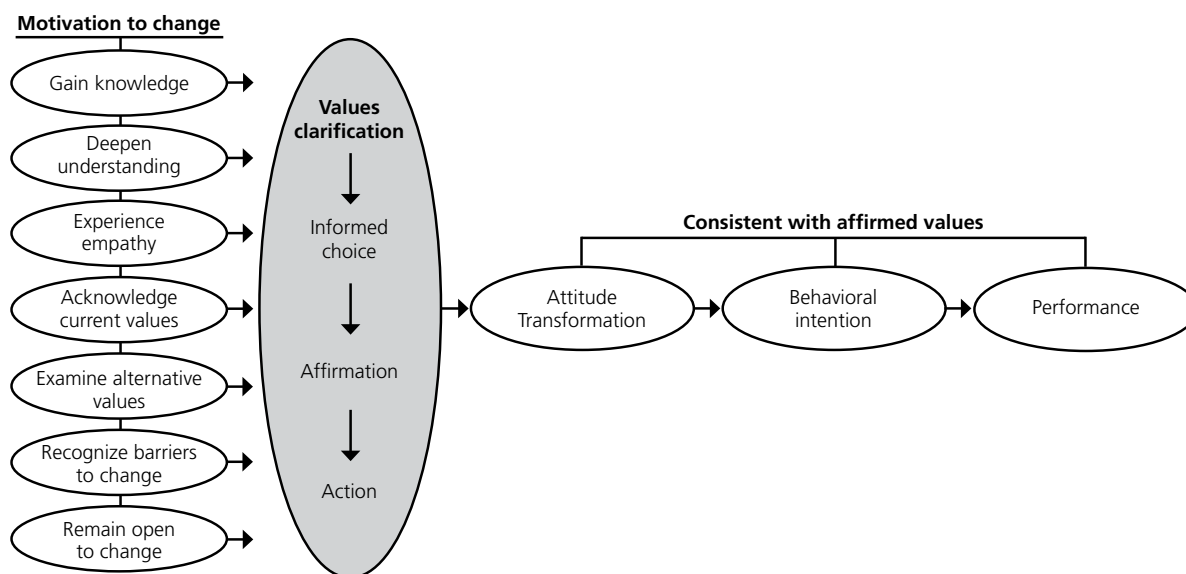 Motivation to change
Gain knowledge
Deepen
understanding
Experience
empathy
Acknowledge
current values
Examine alternative
values
Recognize barriers
to change
Remain open
to change
Values
clarification
Informed
choice
Affirmation
Action
Consistent with affirmed values
Attitude
Transformation
Behavioral
intention
Performance